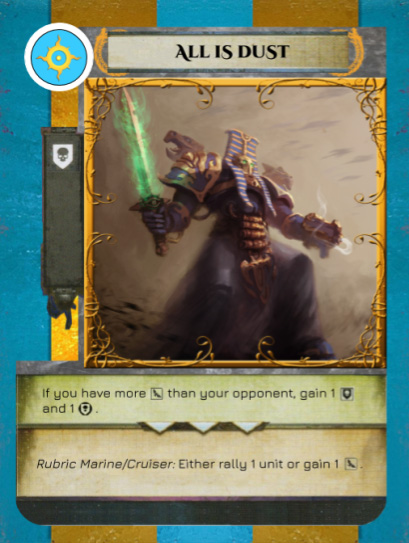 ALL IS DUST
If you have more than your opponent, gain 1
and 1 .
Rubric Marine/Cruiser: Either rally 1 unit or gain 1 .